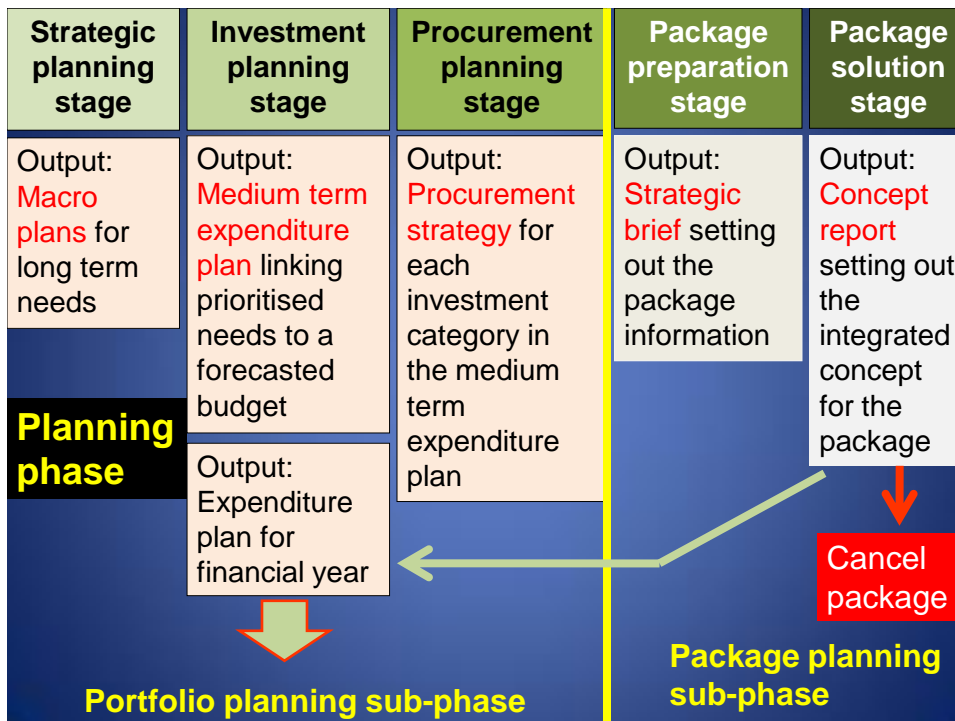 Strategic
planning
stage
Investment
planning
stage
Procurement
planning
stage
Package
preparation
stage
Package
solution
stage
Output:
Macro
plans for
long term
needs
Output:
Medium term
expenditure
plan linking
prioritised
needs to a
forecasted
budget
Output:
Procurement
strategy for
each
investment
category in
the medium
term
expenditure
plan
Output:
Strategic
brief setting
out the
package
information
Output:
Concept
report
setting out
the
integrated
concept
for the
package
Planning
phase
Output:
Expenditure
plan for
financial year
Cancel
package
Portfolio planning sub-phase
Package planning
sub-phase